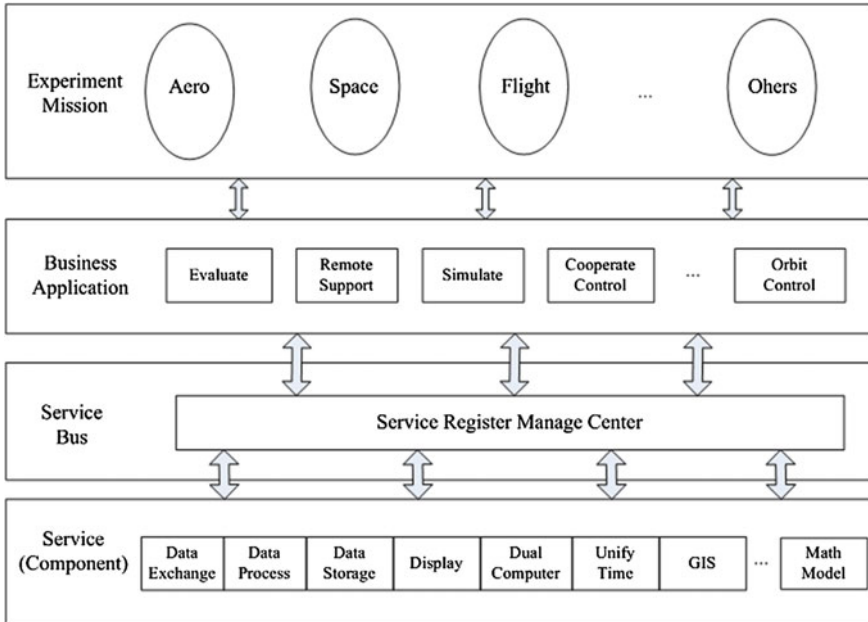 Experiment
Mission
Aero
Space
Flight
...
Ohers
Business
Application
Evaluate
Remote
Support
Simulate
Cooperate
Control
...
Orbit
Control
Service
Bus
Service Register Manage Center
Service
(Component)
Data
Exchange
Data
Process
Data
Storage
Display
Dual
Computer
Unify
Time
GIS
...
Math
Model